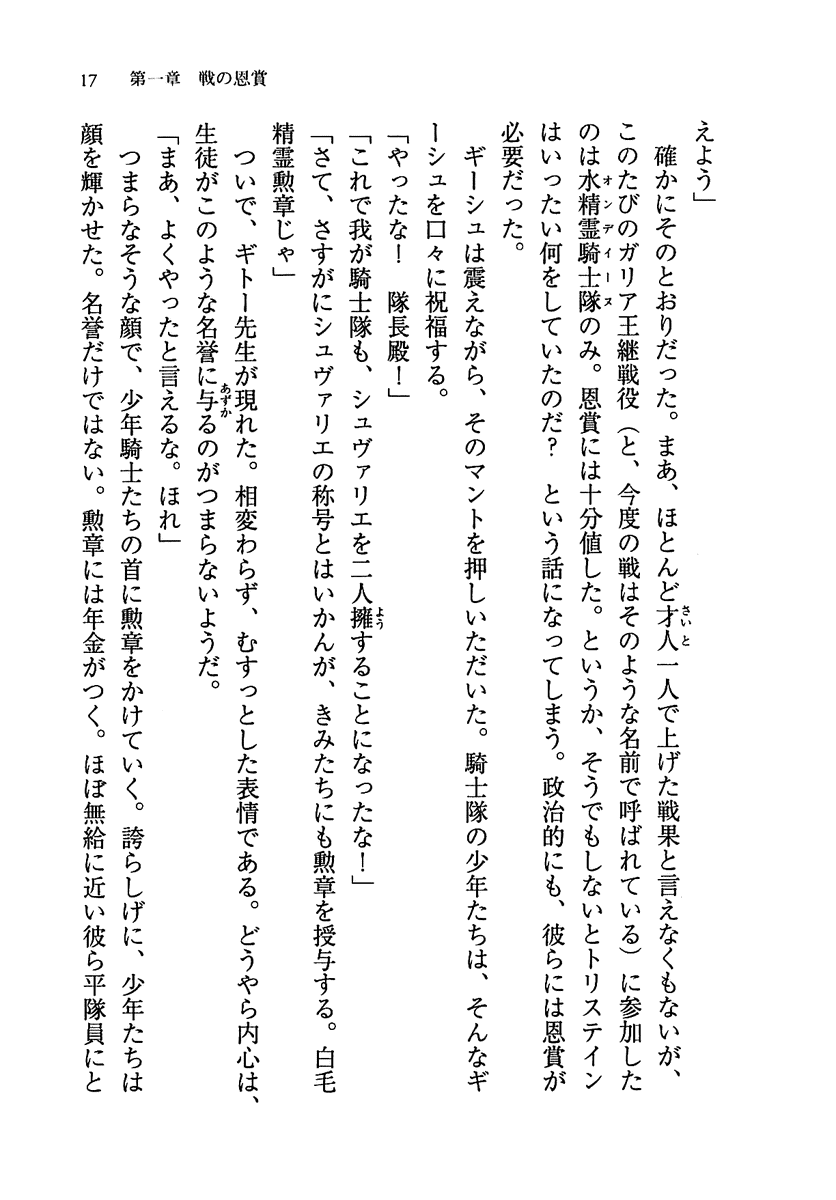 17　第一章　戦の恩賞
えよう」
　確かにそのとおりだった。まあ、ほとんど才人一人で上げた戦果と言えなくもないが、
このたびのガリア王継戦役（と、今度の戦はそのような名前で呼ばれている）に参加した
のは水精霊騎士隊のみ。恩賞には十分値した。というか、そうでもしないとトリステイン
はいったい何をしていたのだ？　という話になってしまう。政治的にも、彼らには恩賞が
必要だった。
　ギーシュは震えながら、そのマントを押しいただいた。騎士隊の少年たちは、そんなギ
ーシュを口々に祝福する。
「やったな！　隊長殿！」
「これで我が騎士隊も、シュヴァリエを二人擁することになったな！」
「さて、さすがにシュヴァリエの称号とはいかんが、きみたちにも勲章を授与する。白毛
精霊勲章じゃ」
　ついで、ギトー先生が現れた。相変わらず、むすっとした表情である。どうやら内心は、
生徒がこのような名誉に与るのがつまらないようだ。
「まあ、よくやったと言えるな。ほれ」
　つまらなそうな顔で、少年騎士たちの首に勲章をかけていく。誇らしげに、少年たちは
顔を輝かせた。名誉だけではない。勲章には年金がつく。ほぼ無給に近い彼ら平隊員にと
さいと
オンディーヌ
よう
あずか